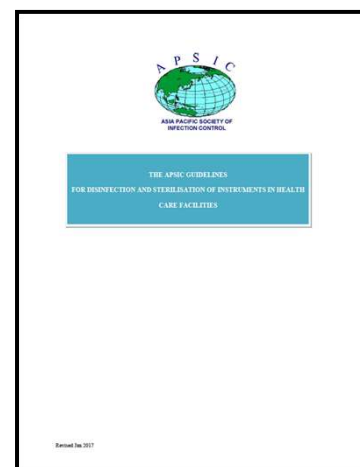 APSIC
ASIA PACIFIC SOCIETY OF
INFECTION CONTROL
THE APSIC GUIDELINES
FOR DISINFECTION AND STERILISATION OF INSTRUMENTS IN HEALTH
CARE FACILITIES
Revised Jan 2017